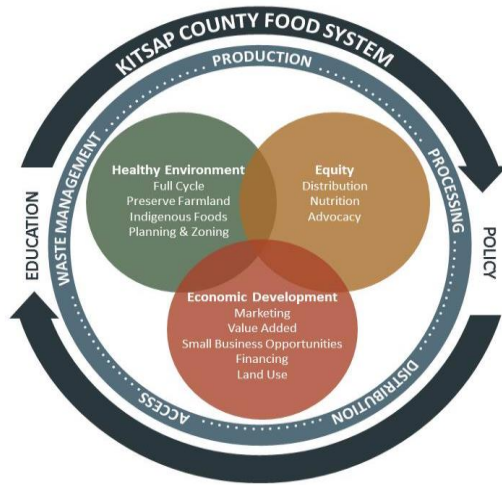 KITSAP COUNTY FOOD SYSTEM
PRODUCTION
PROCESSING
DISTRIBUTION
ACCESS
WASTE MANAGEMENT
EDUCATION
POLICY
Healthy Environment
Full Cycle
Preserve Farmland
Indigenous Foods
Planning & Zoning
Equity
Distribution
Nutrition
Advocacy
Economic Development
Marketing
Value Added
Small Business Opportunities
Financing
Land Use